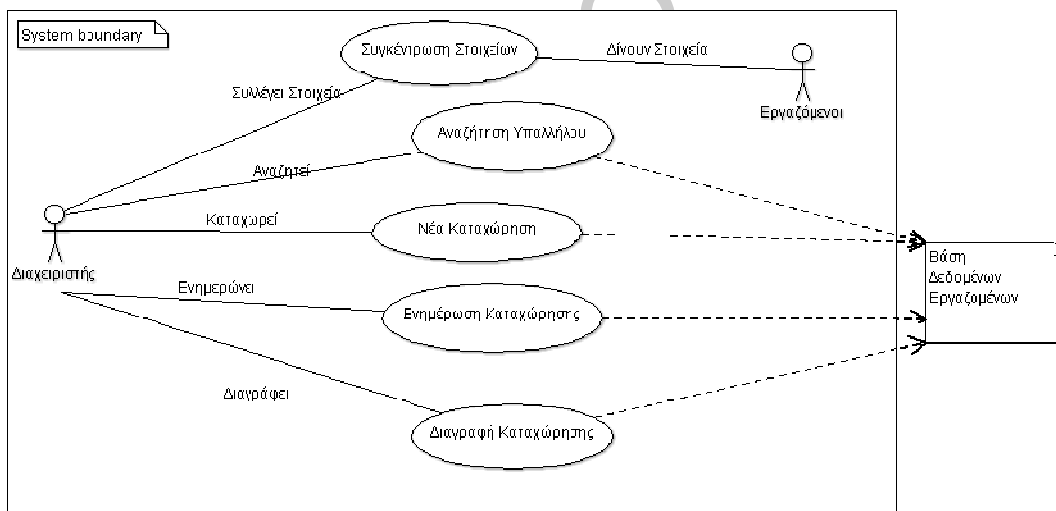 System boundary
Συγκέντρωση Στοιχείων
Δίνουν Στοιχεία
Εργαζόμενοι
Συλλέγει Στοιχεία
Αναζήτηση Υπαλλήλου
Αναζητεί
Καταχωρεί
Νέα Καταχώρηση
Διαχειριστής
Βάση
Δεδομένων
Εργαζομένων
Ενημερώνει
Ενημέρωση Καταχώρησης
Διαγράφει
Διαγραφή Καταχώρησης